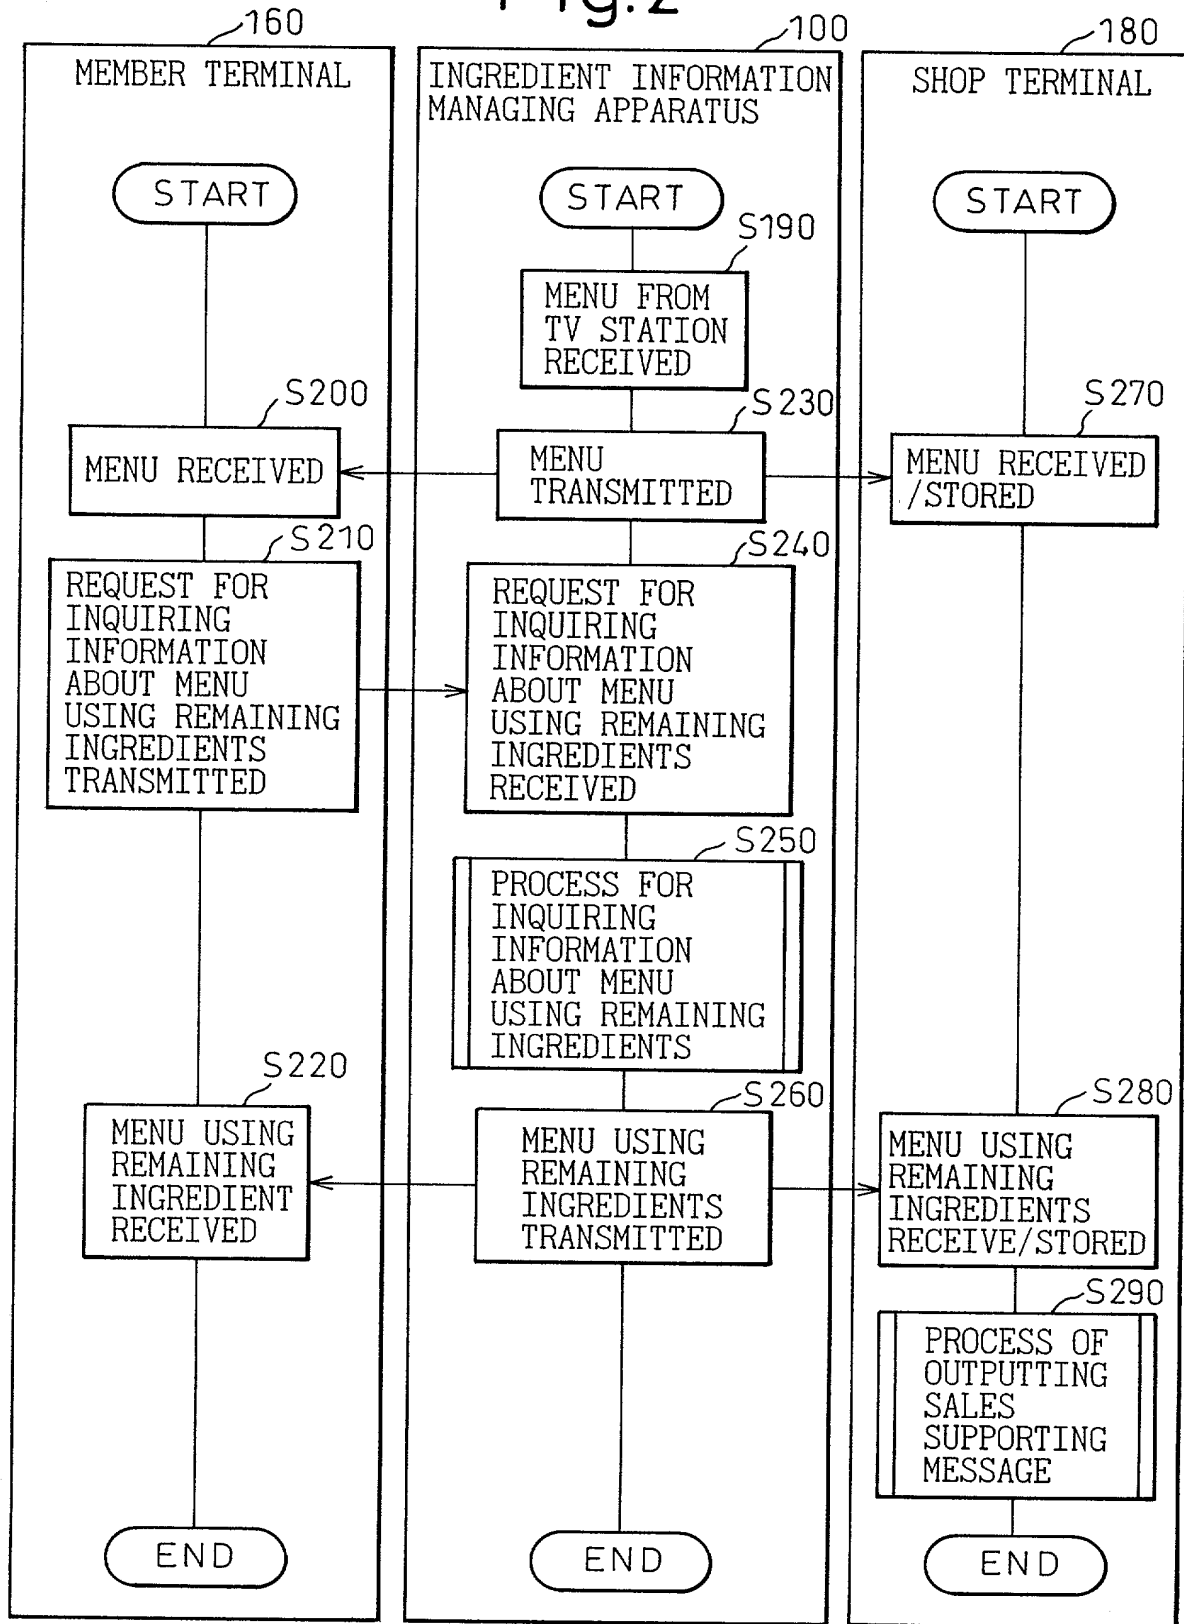 Fig.2
160
MEMBER TERMINAL
START
S200
MENU RECEIVED
S210
REQUEST FOR
INQUIRING
INFORMATION
ABOUT MENU
USING REMAINING
INGREDIENTS
TRANSMITTED
S220
MENU USING
REMAINING
INGREDIENT
RECEIVED
END
100
INGREDIENT INFORMATION
MANAGING APPARATUS
START
S190
MENU FROM
TV STATION
RECEIVED
S230
MENU
TRANSMITTED
S240
REQUEST FOR
INQUIRING
INFORMATION
ABOUT MENU
USING REMAINING
INGREDIENTS
RECEIVED
S250
PROCESS FOR
INQUIRING
INFORMATION
ABOUT MENU
USING REMAINING
INGREDIENTS
S260
MENU USING
REMAINING
INGREDIENTS
TRANSMITTED
END
180
SHOP TERMINAL
START
S270
MENU RECEIVED
/STORED
S280
MENU USING
REMAINING
INGREDIENTS
RECEIVE/STORED
S290
PROCESS OF
OUTPUTTING
SALES
SUPPORTING
MESSAGE
END